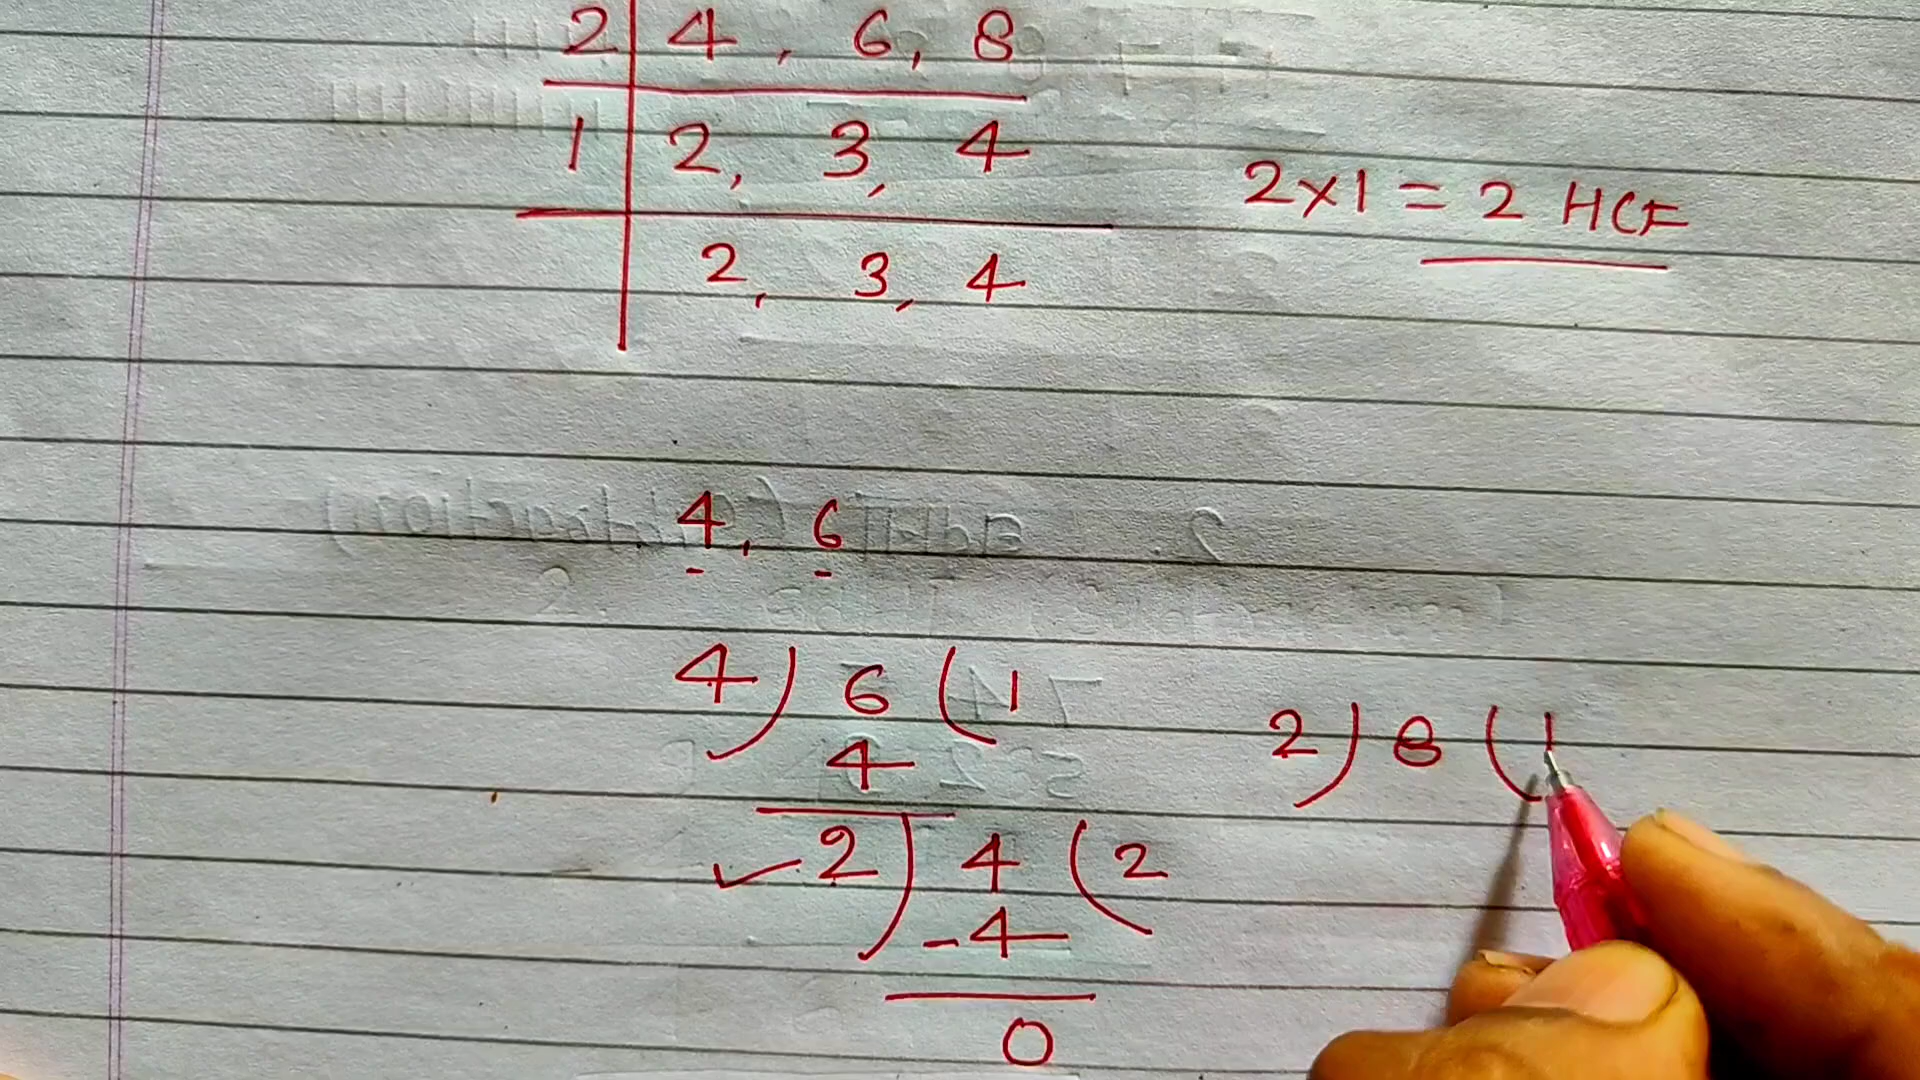 2 | 4, 6, 8
1 | 2, 3, 4
2, 3, 4
2×1 = 2 HCF
4, 6
4) 6 (1
4
✓2) 4 (2
-4
0
2) 8 (1